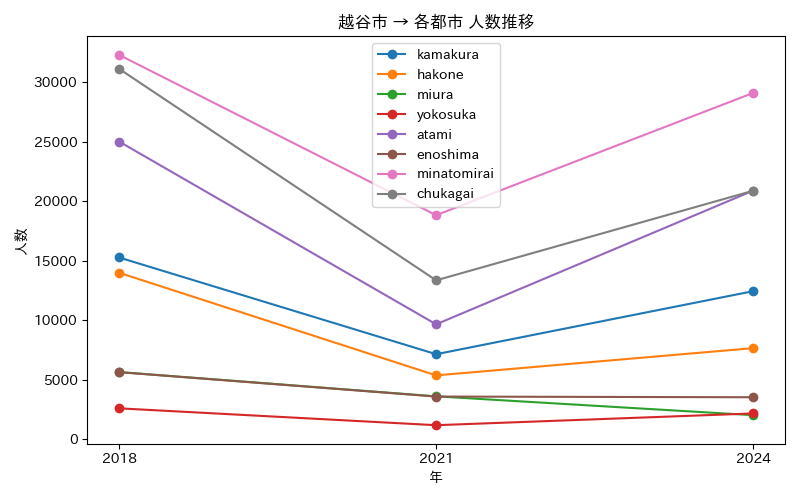 越谷市 → 各都市 人数推移
kamakura
hakone
miura
yokosuka
atami
enoshima
minatomirai
chukagai
30000
25000
20000
15000
10000
5000
0
人数
2018
2021
2024
年